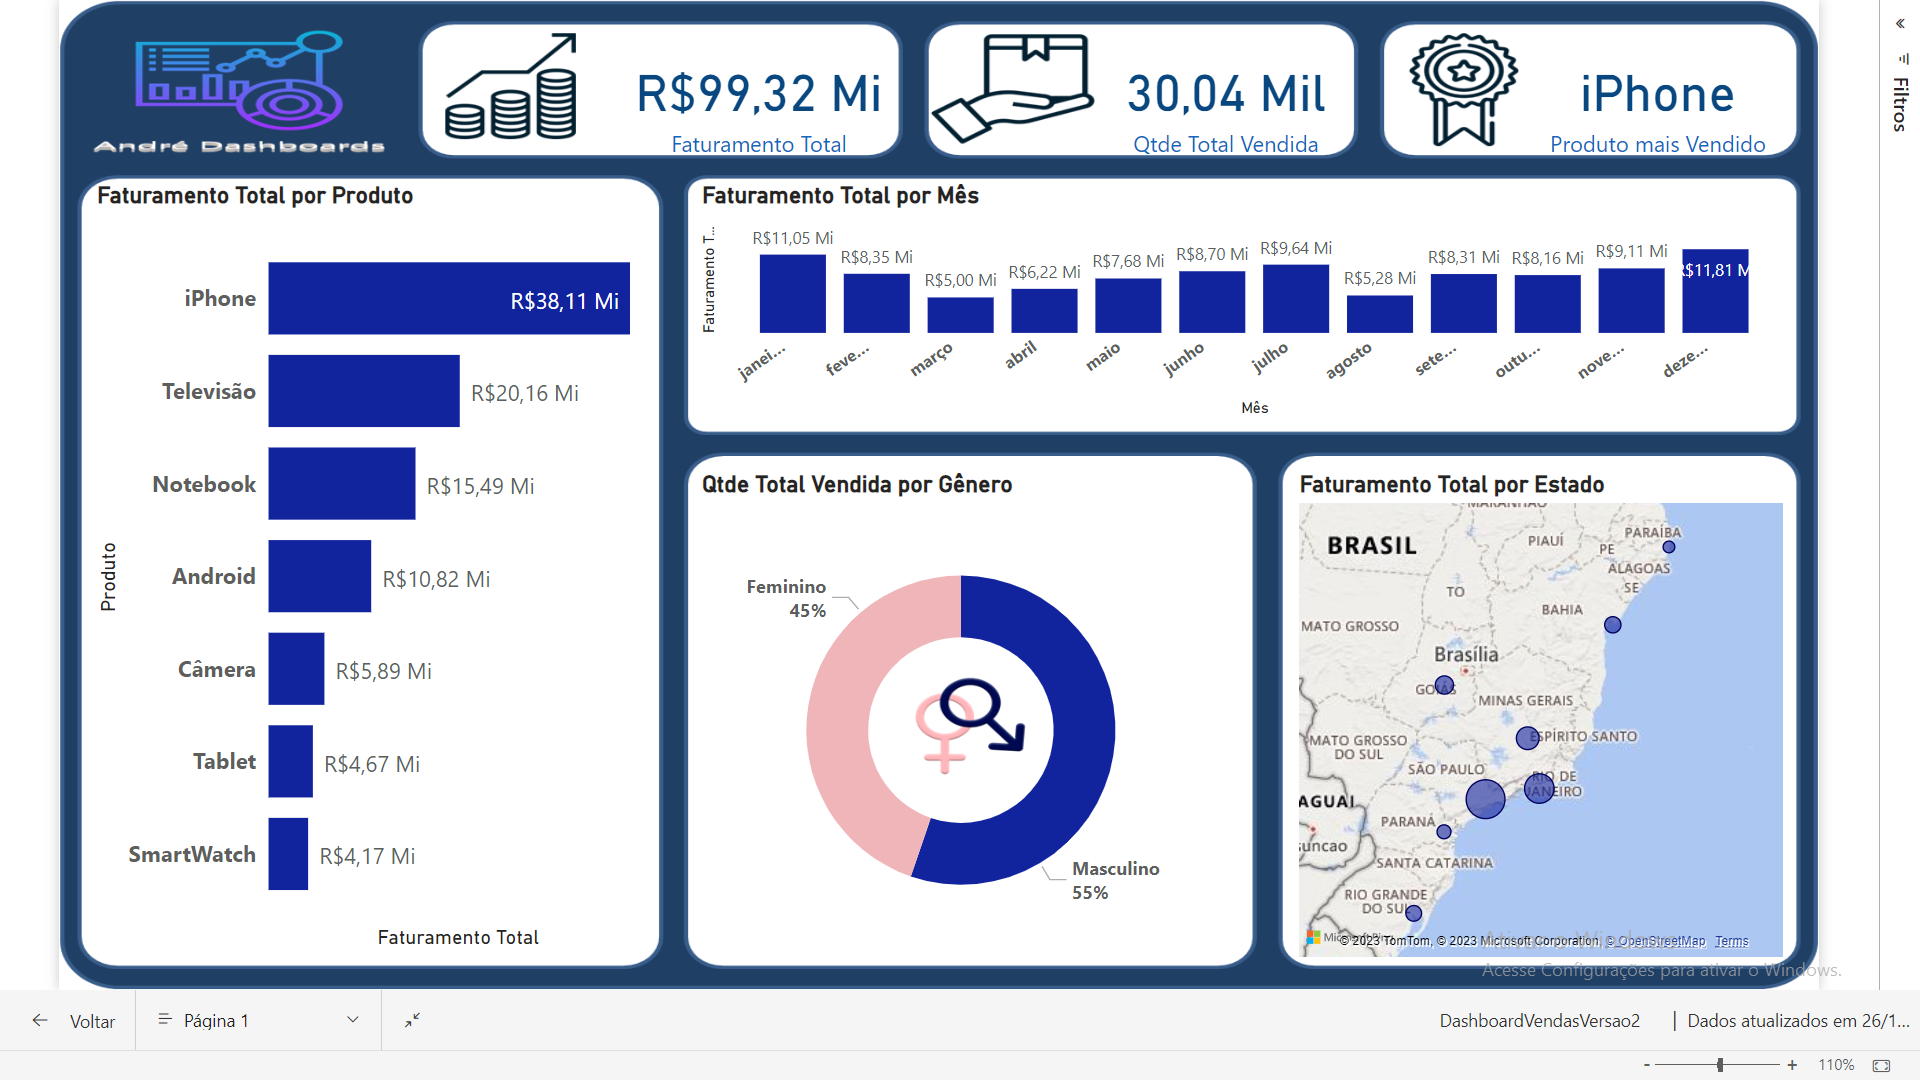 André Dashboards
R$99,32 Mi
Faturamento Total
30,04 Mil
Qtde Total Vendida
iPhone
Produto mais Vendido
Filtros
Faturamento Total por Produto
Produto
iPhone
R$38,11 Mi
Televisão
R$20,16 Mi
Notebook
R$15,49 Mi
Android
R$10,82 Mi
Câmera
R$5,89 Mi
Tablet
R$4,67 Mi
SmartWatch
R$4,17 Mi
Faturamento Total
Faturamento Total por Mês
Faturamento T...
R$11,05 Mi
R$8,35 Mi
R$5,00 Mi
R$6,22 Mi
R$7,68 Mi
R$8,70 Mi
R$9,64 Mi
R$5,28 Mi
R$8,31 Mi
R$8,16 Mi
R$9,11 Mi
R$11,81 M
janei...
feve...
março
abril
maio
junho
julho
agosto
sete...
outu...
nove...
deze...
Mês
Qtde Total Vendida por Gênero
Feminino
45%
Masculino
55%
Faturamento Total por Estado
MARANHÃO
BRASIL
PARAÍBA
PIAUÍ
PE
ALAGOAS
SE
TO
BAHIA
MATO GROSSO
Brasília
GOIÁS
MINAS GERAIS
ESPÍRITO SANTO
MATO GROSSO
DO SUL
SÃO PAULO
RIO DE
JANEIRO
AGUAI
PARANÁ
suncao
SANTA CATARINA
RIO GRANDE
DO SUL
© 2023 TomTom, © 2023 Microsoft Corporation, © OpenStreetMap Terms
Ativar o Windows
Acesse Configurações para ativar o Windows.
Voltar
Página 1
DashboardVendasVersao2 | Dados atualizados em 26/1...
- + 110%